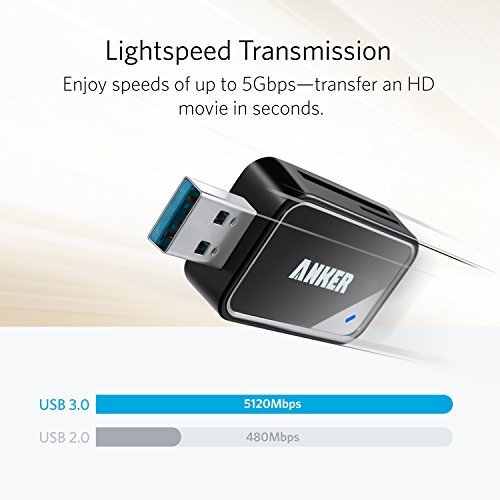 Lightspeed Transmission
Enjoy speeds of up to 5Gbps—transfer an HD
movie in seconds.
ANKER
USB 3.0
5120Mbps
USB 2.0
480Mbps